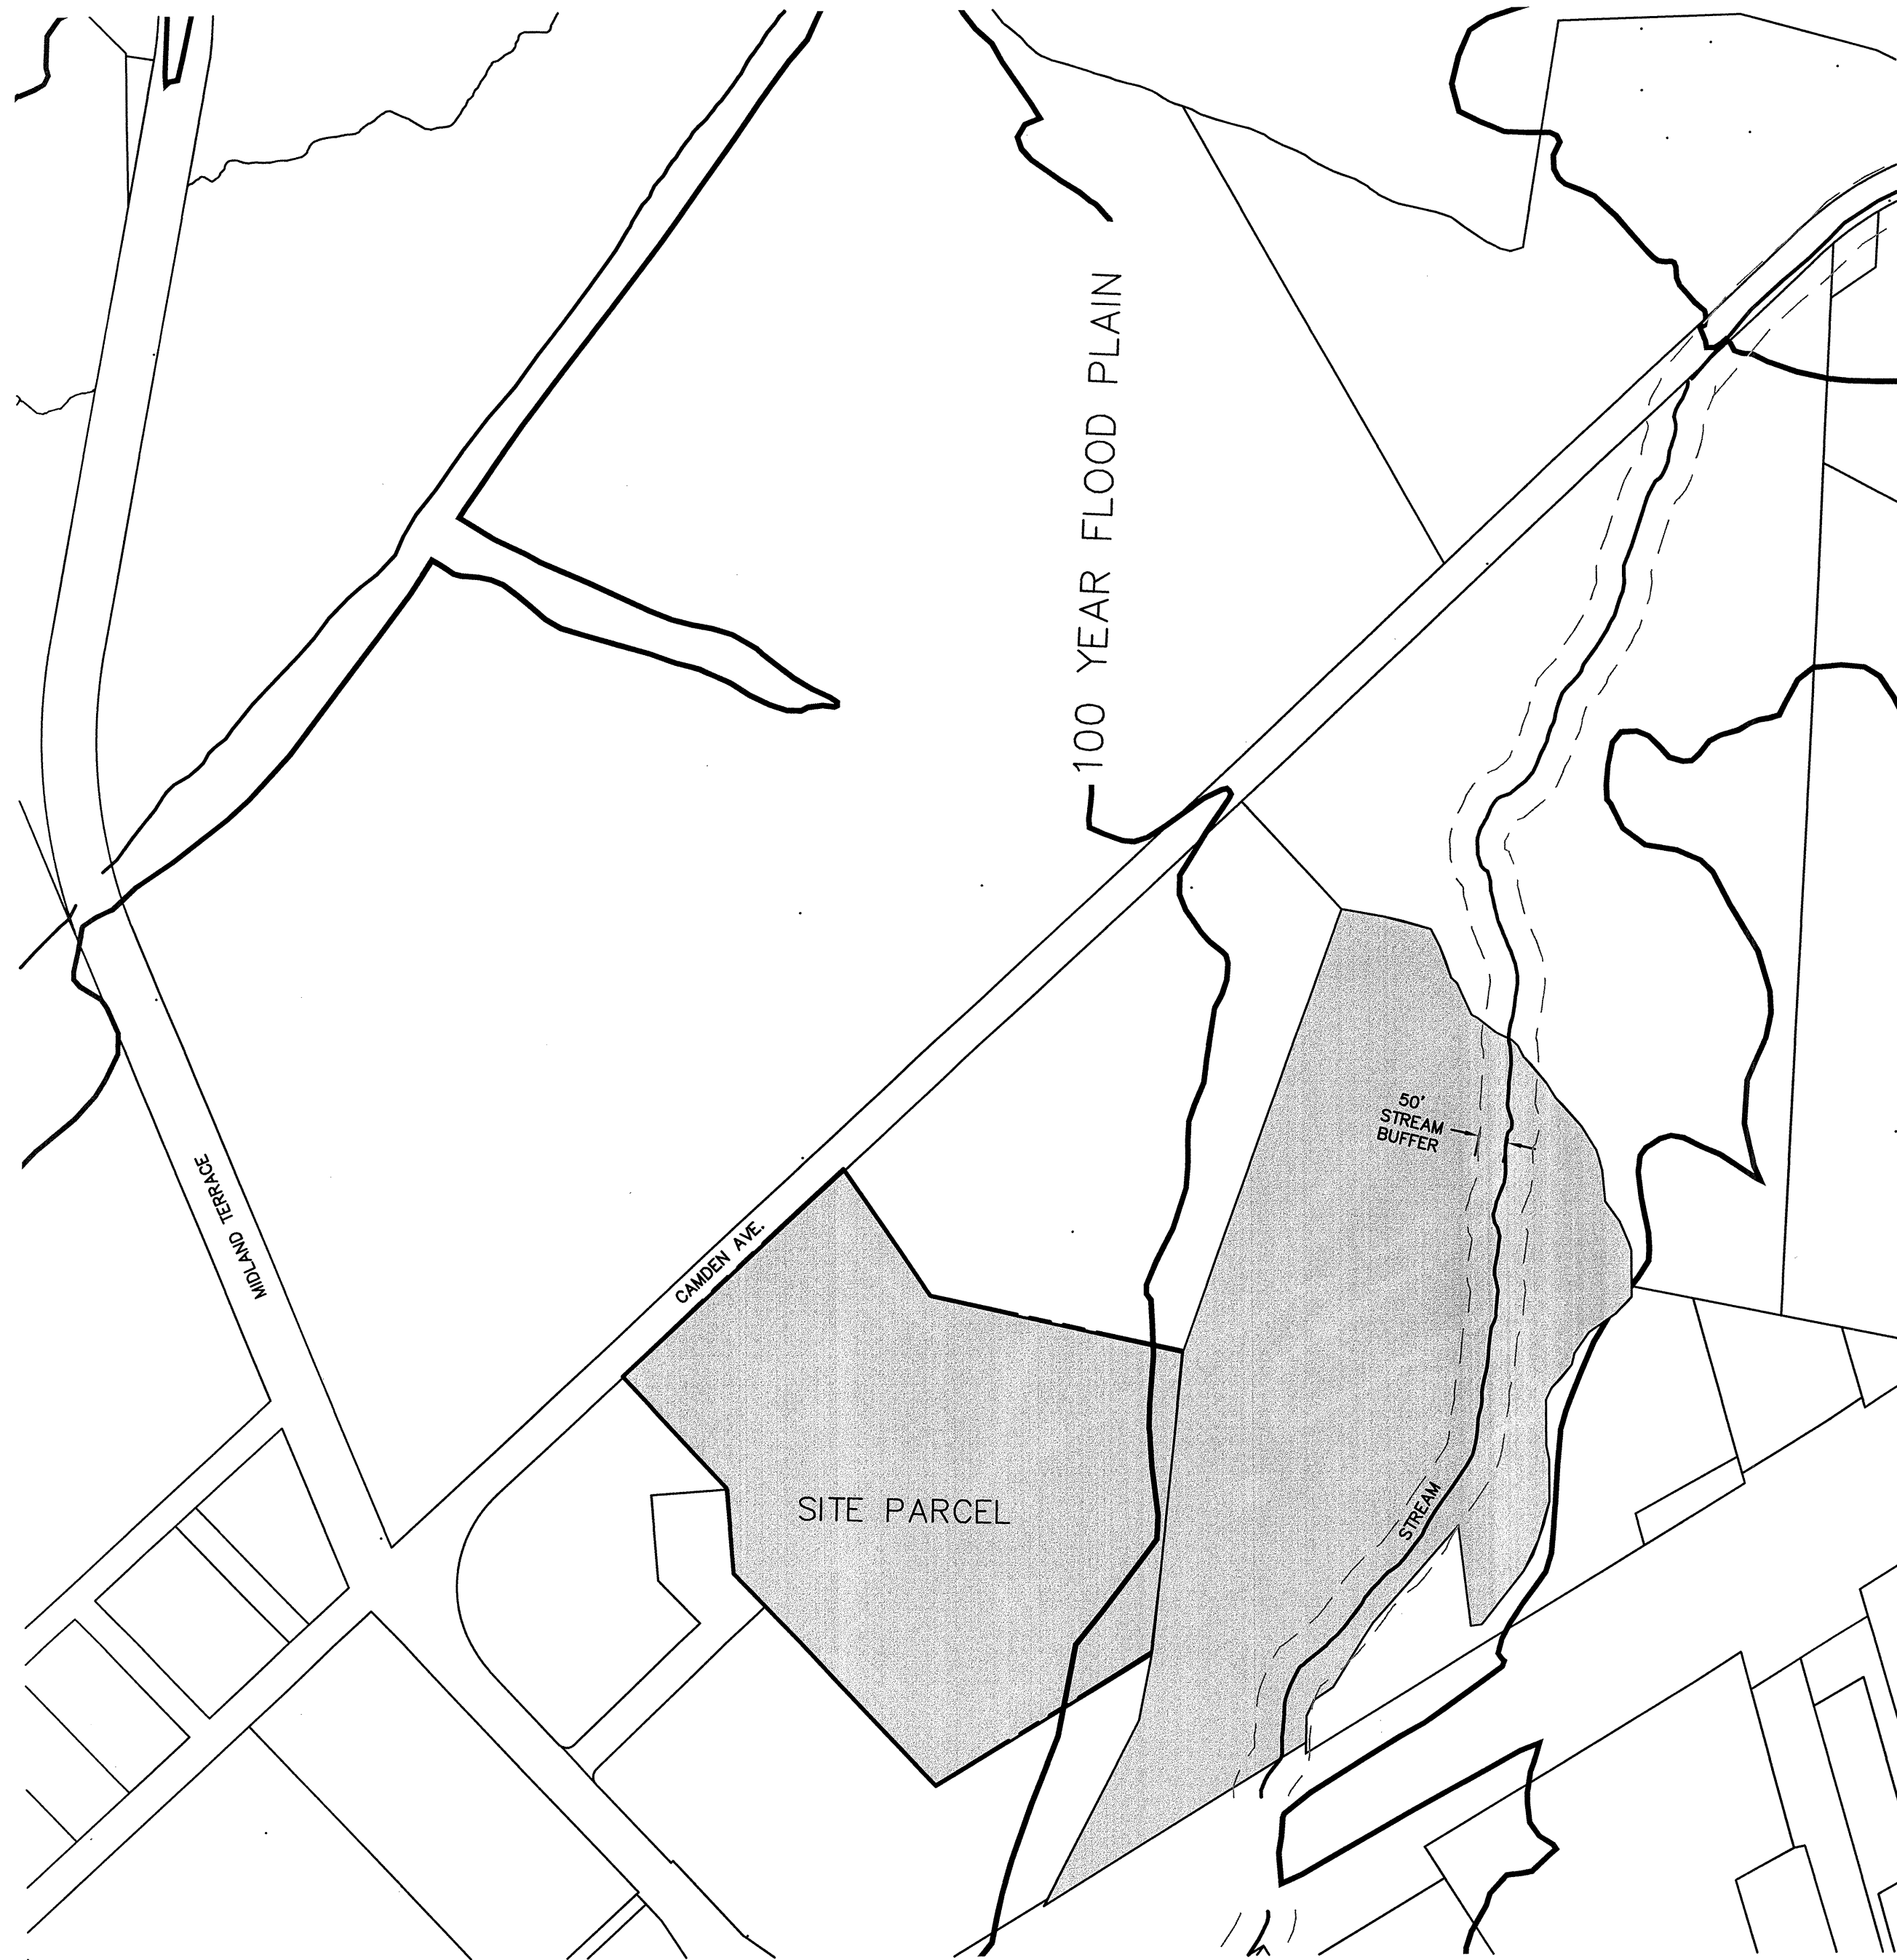 100 YEAR FLOOD PLAIN
50'
STREAM
BUFFER
MIDLAND TERRACE
CAMDEN AVE.
SITE PARCEL
STREAM